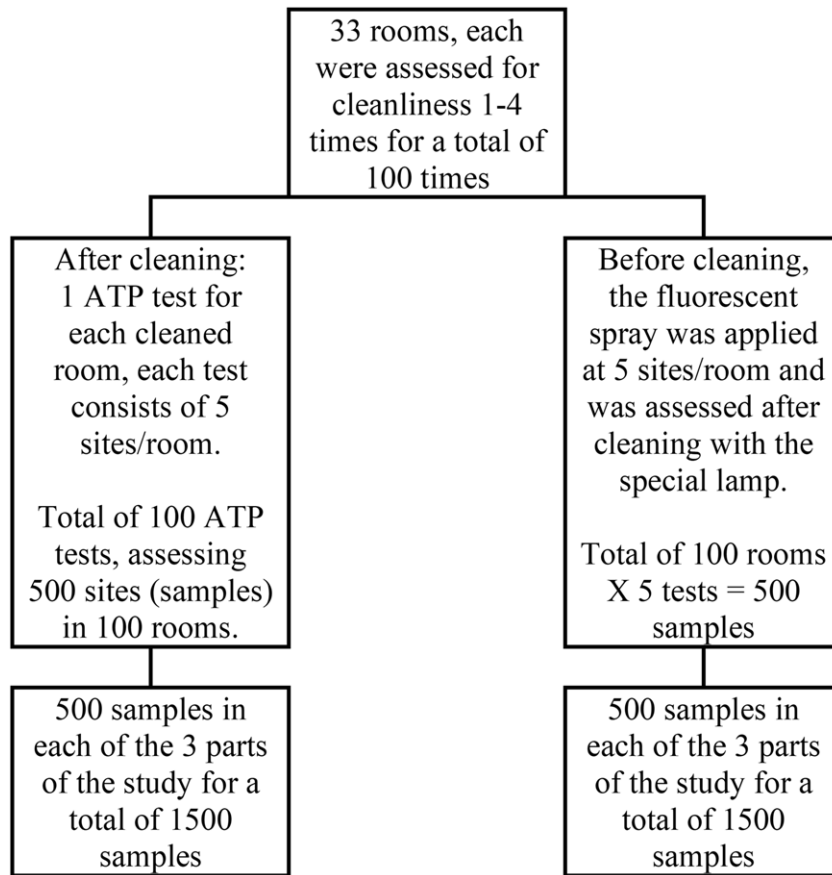 33 rooms, each
were assessed for
cleanliness 1-4
times for a total of
100 times
After cleaning:
1 ATP test for
each cleaned
room, each test
consists of 5
sites/room.
Total of 100 ATP
tests, assessing
500 sites (samples)
in 100 rooms.
Before cleaning,
the fluorescent
spray was applied
at 5 sites/room and
was assessed after
cleaning with the
special lamp.
Total of 100 rooms
X 5 tests = 500
samples
500 samples in
each of the 3 parts
of the study for a
total of 1500
samples
500 samples in
each of the 3 parts
of the study for a
total of 1500
samples